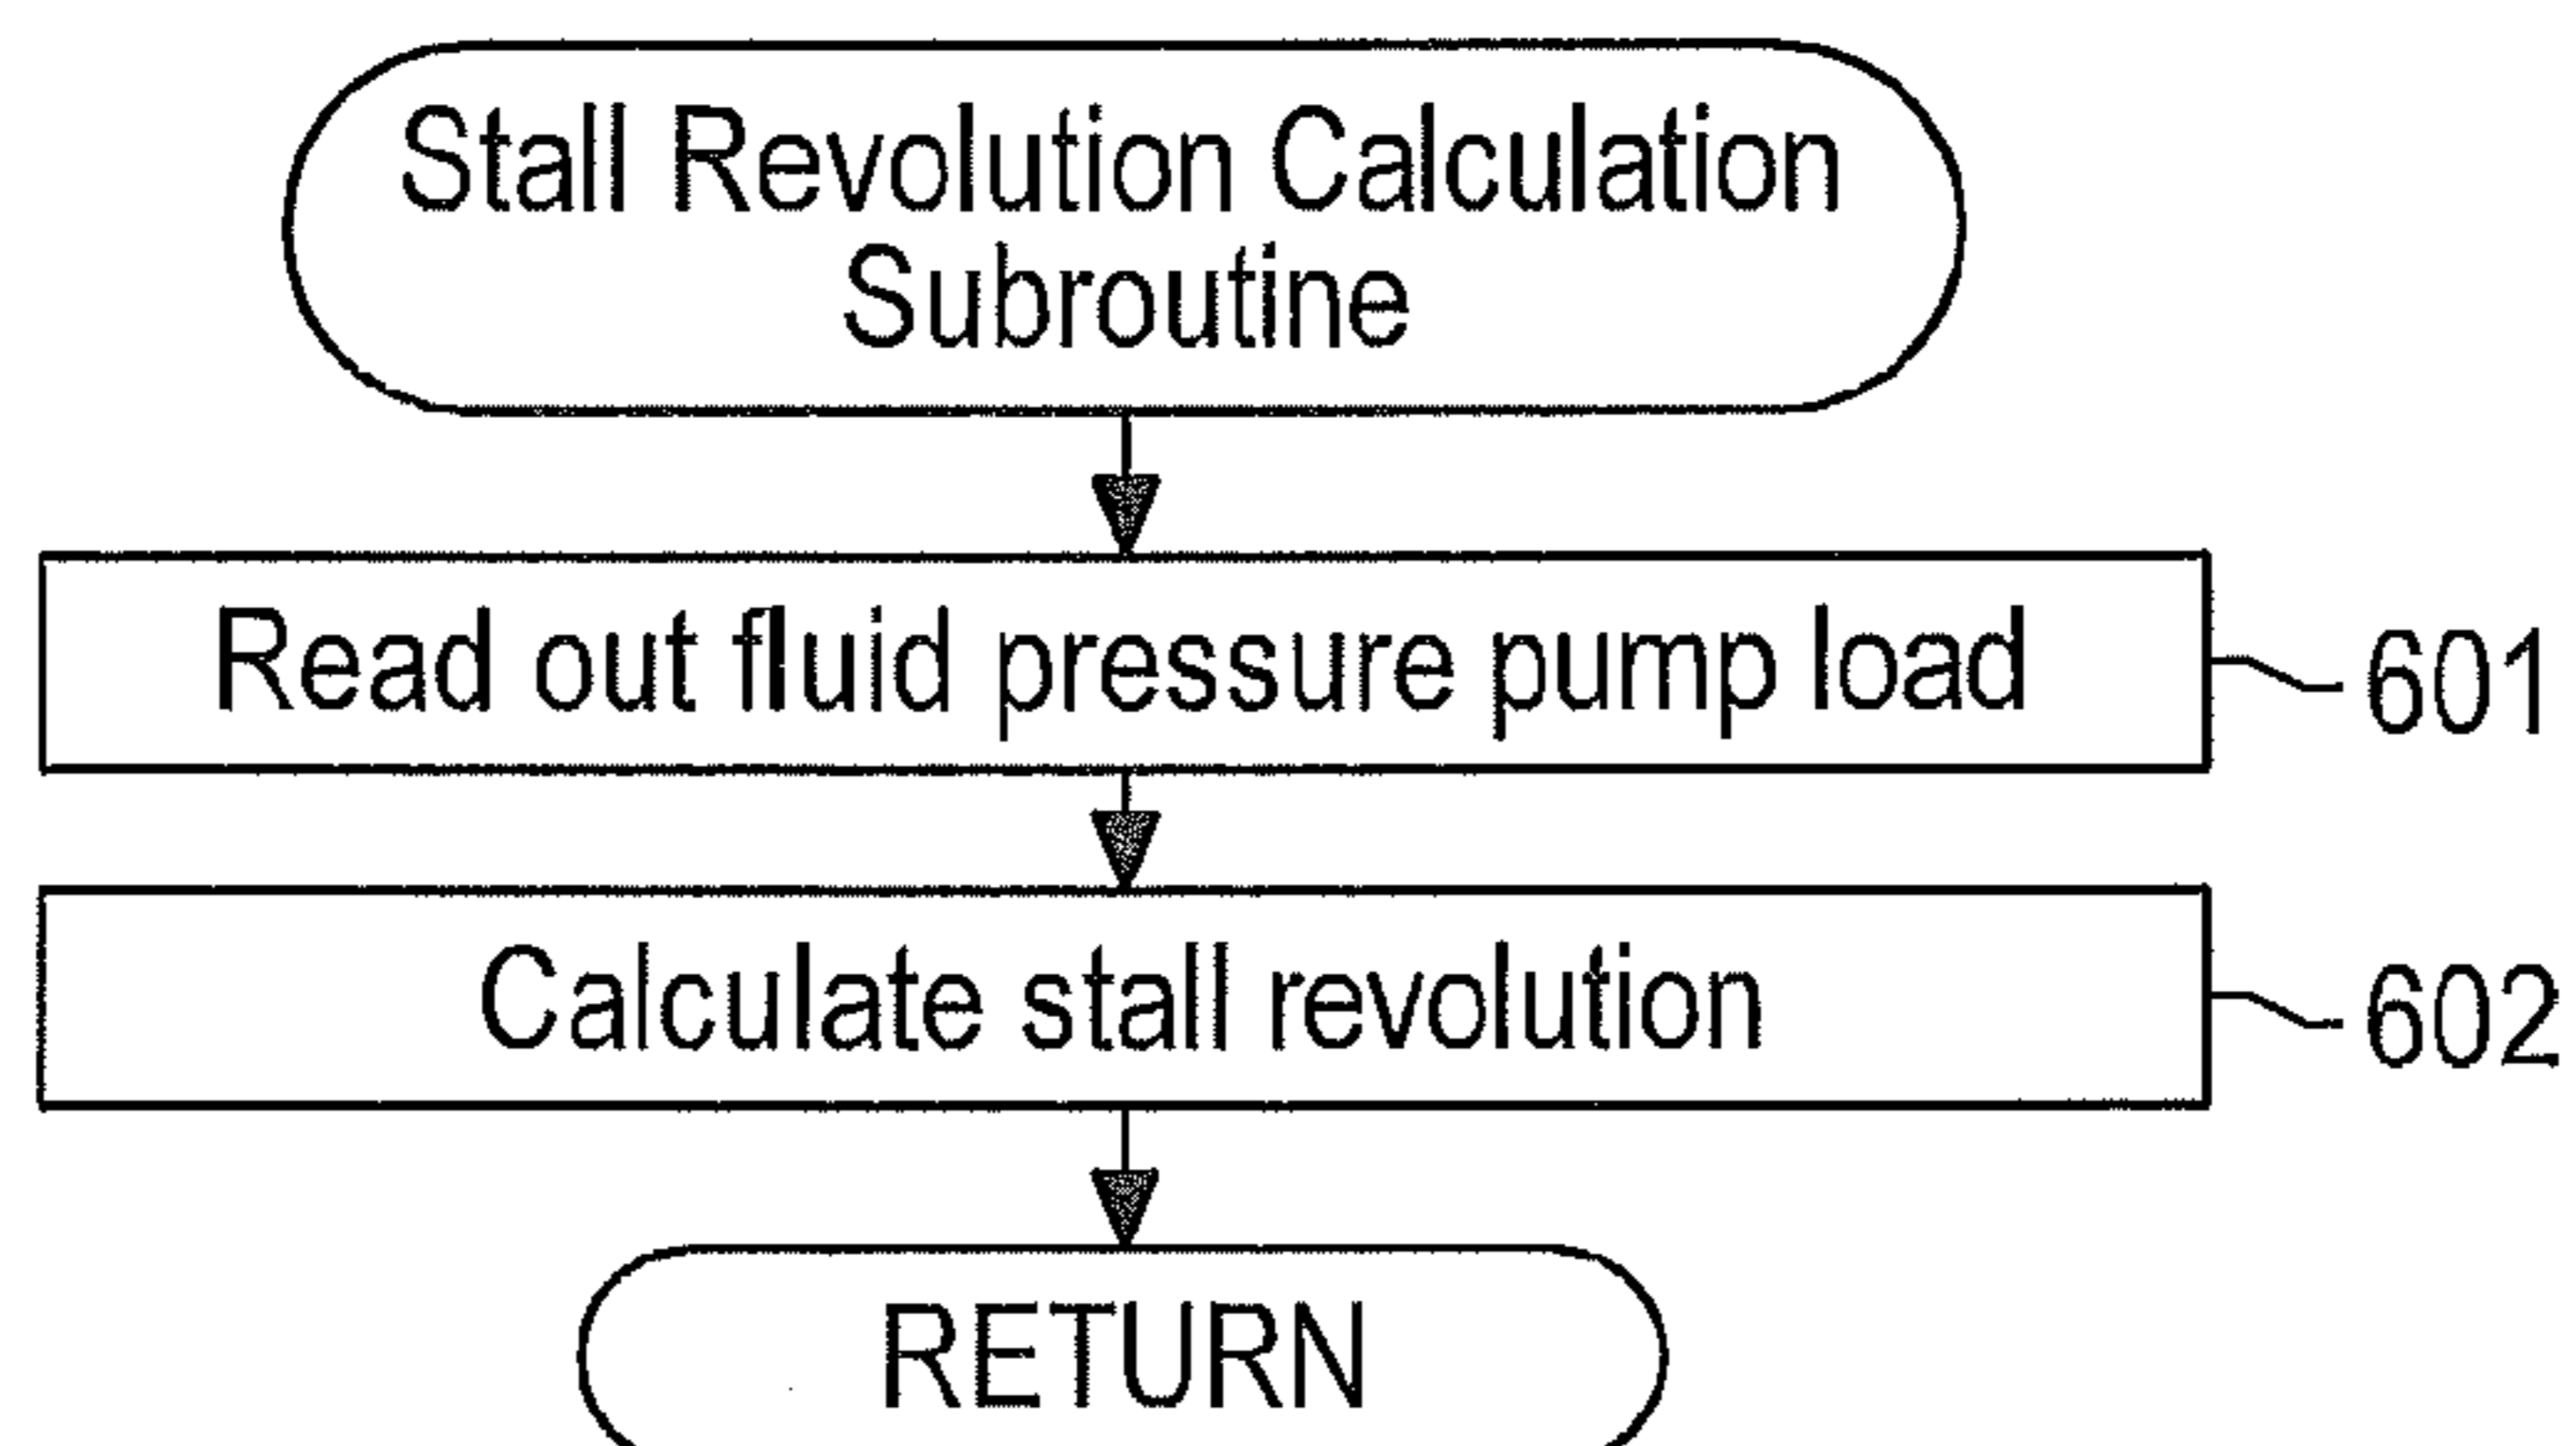 Stall Revolution Calculation
Subroutine
Read out fluid pressure pump load
601
Calculate stall revolution
602
RETURN